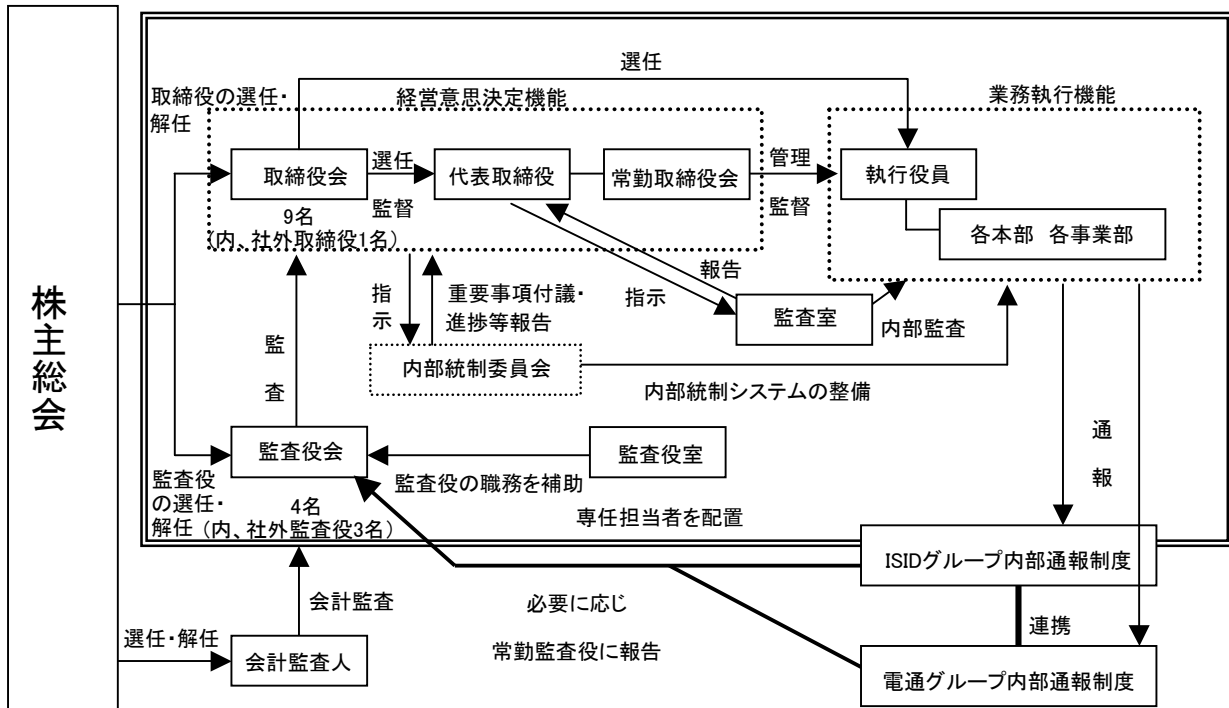 株主総会
選任
取締役の選任・
解任
経営意思決定機能
業務執行機能
取締役会
選任
監督
代表取締役
常勤取締役会
管理
監督
執行役員
各本部 各事業部
9名
(内、社外取締役1名)
指示
重要事項付議・
進捗等報告
報告
指示
監査室
内部監査
内部統制委員会
内部統制システムの整備
監査
監査役会
監査役室
監査役の職務を補助
監査役
の選任・
解任
4名
(内、社外監査役3名)
専任担当者を配置
通報
ISIDグループ内部通報制度
会計監査
必要に応じ
常勤監査役に報告
連携
選任・解任
会計監査人
電通グループ内部通報制度